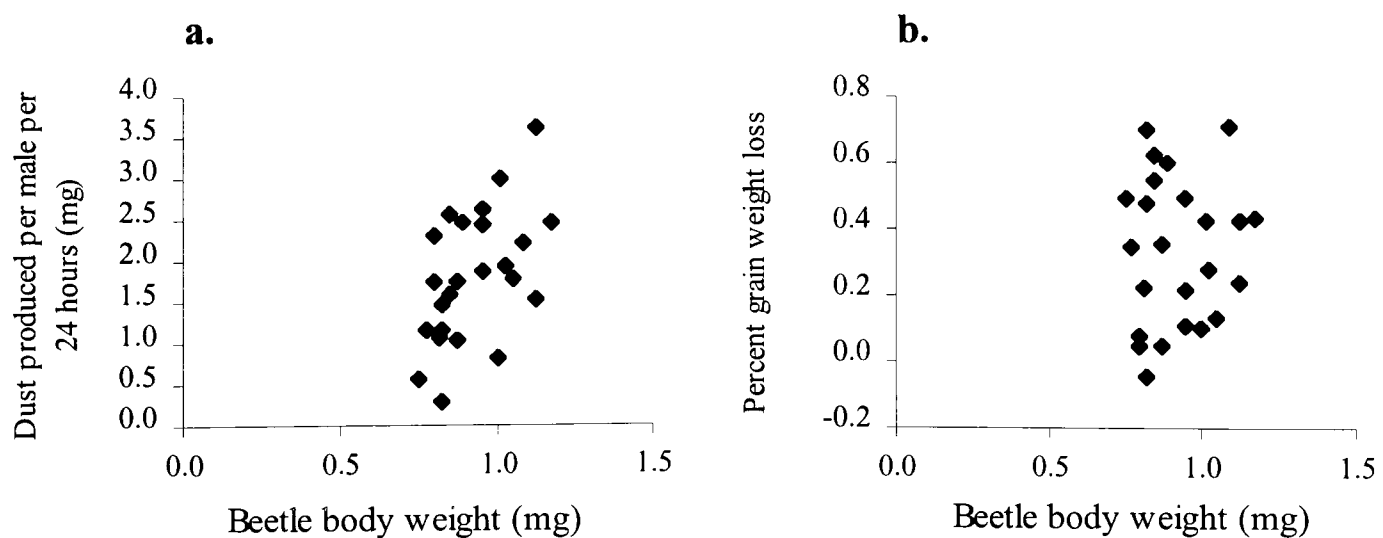 a.
Dust produced per male per
24 hours (mg)
4.0
3.5
3.0
2.5
2.0
1.5
1.0
0.5
0.0
0.0 0.5 1.0 1.5
Beetle body weight (mg)
b.
Percent grain weight loss
0.8
0.6
0.4
0.2
0.0
-0.2
0.0 0.5 1.0 1.5
Beetle body weight (mg)